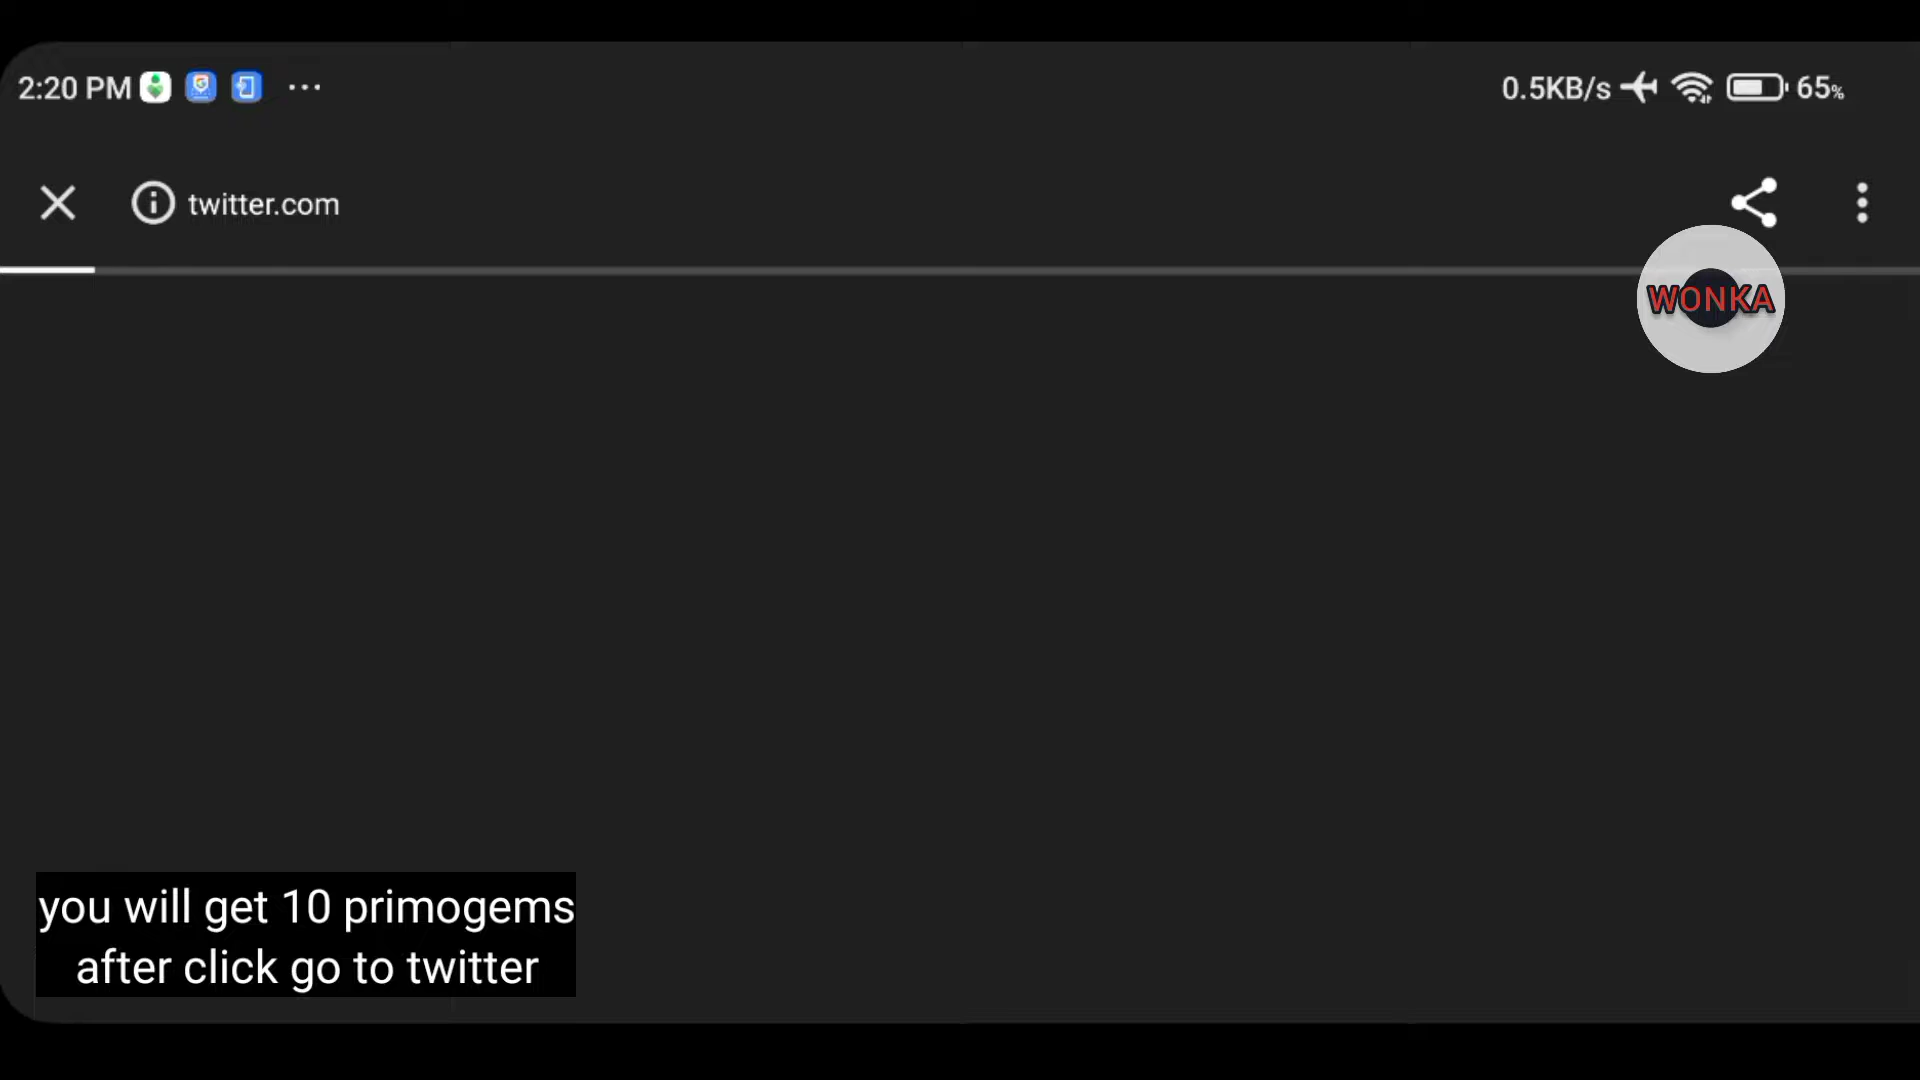 2:20 PM
0.5KB/s 65%
twitter.com
WONKA
you will get 10 primogems
after click go to twitter